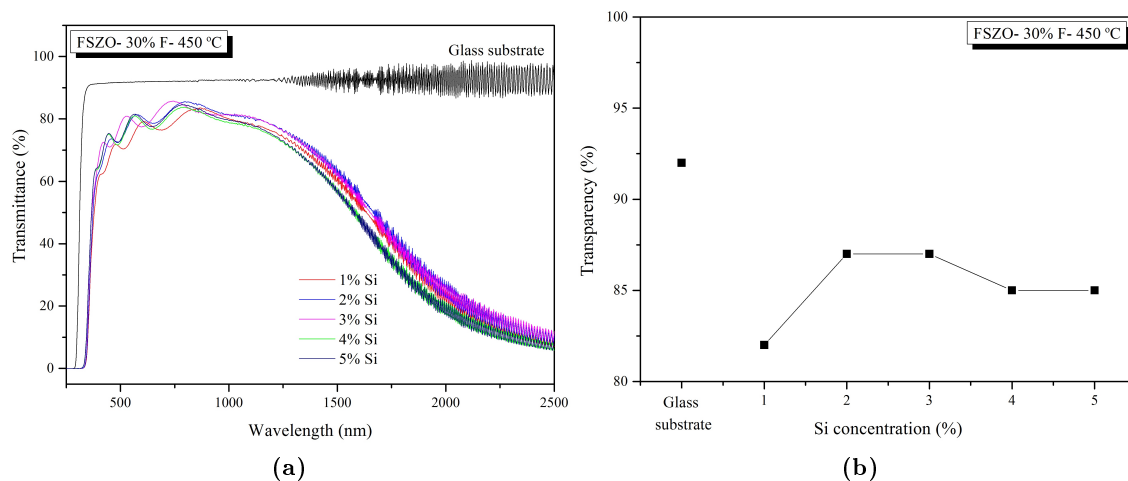 FSZO- 30% F- 450 ºC
Glass substrate
Transmittance (%)
100
80
60
40
20
0
1% Si
2% Si
3% Si
4% Si
5% Si
500
1000
1500
2000
2500
Wavelength (nm)
(a)
FSZO- 30% F- 450 ºC
Transparency (%)
100
95
90
85
80
Glass
substrate
1
2
3
4
5
Si concentration (%)
(b)